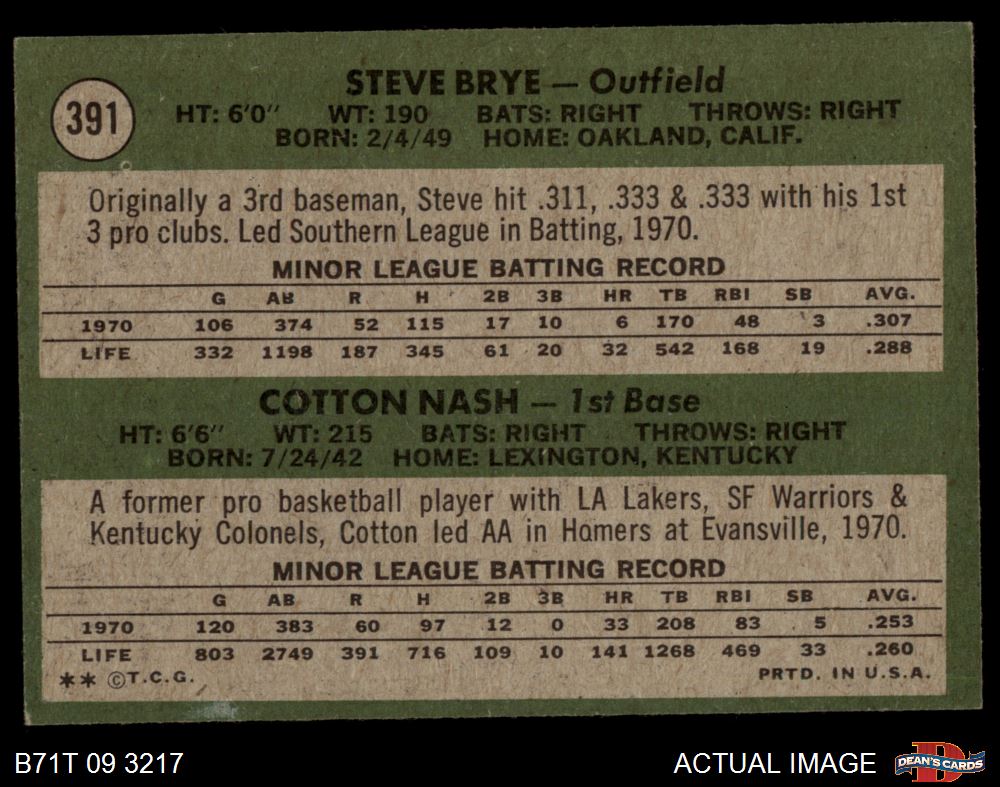 391
STEVE BRYE — Outfield
HT: 6'0" WT: 190 BATS: RIGHT THROWS: RIGHT
BORN: 2/4/49 HOME: OAKLAND, CALIF.
Originally a 3rd baseman, Steve hit .311, .333 & .333 with his 1st
3 pro clubs. Led Southern League in Batting, 1970.
MINOR LEAGUE BATTING RECORD
G AB R H 2B 3B HR TB RBI SB AVG.
1970 106 374 52 115 17 10 6 170 48 3 .307
LIFE 332 1198 187 345 61 20 32 542 168 19 .288
COTTON NASH — 1st Base
HT: 6'6" WT: 215 BATS: RIGHT THROWS: RIGHT
BORN: 7/24/42 HOME: LEXINGTON, KENTUCKY
A former pro basketball player with LA Lakers, SF Warriors &
Kentucky Colonels, Cotton led AA in Homers at Evansville, 1970.
MINOR LEAGUE BATTING RECORD
G AB R H 2B 3B HR TB RBI SB AVG.
1970 120 383 60 97 12 0 33 208 83 5 .253
LIFE 803 2749 391 716 109 10 141 1268 469 33 .260
** ©T.C.G. PRTD. IN U.S.A.
B71T 09 3217 ACTUAL IMAGE D DEAN'S CARDS